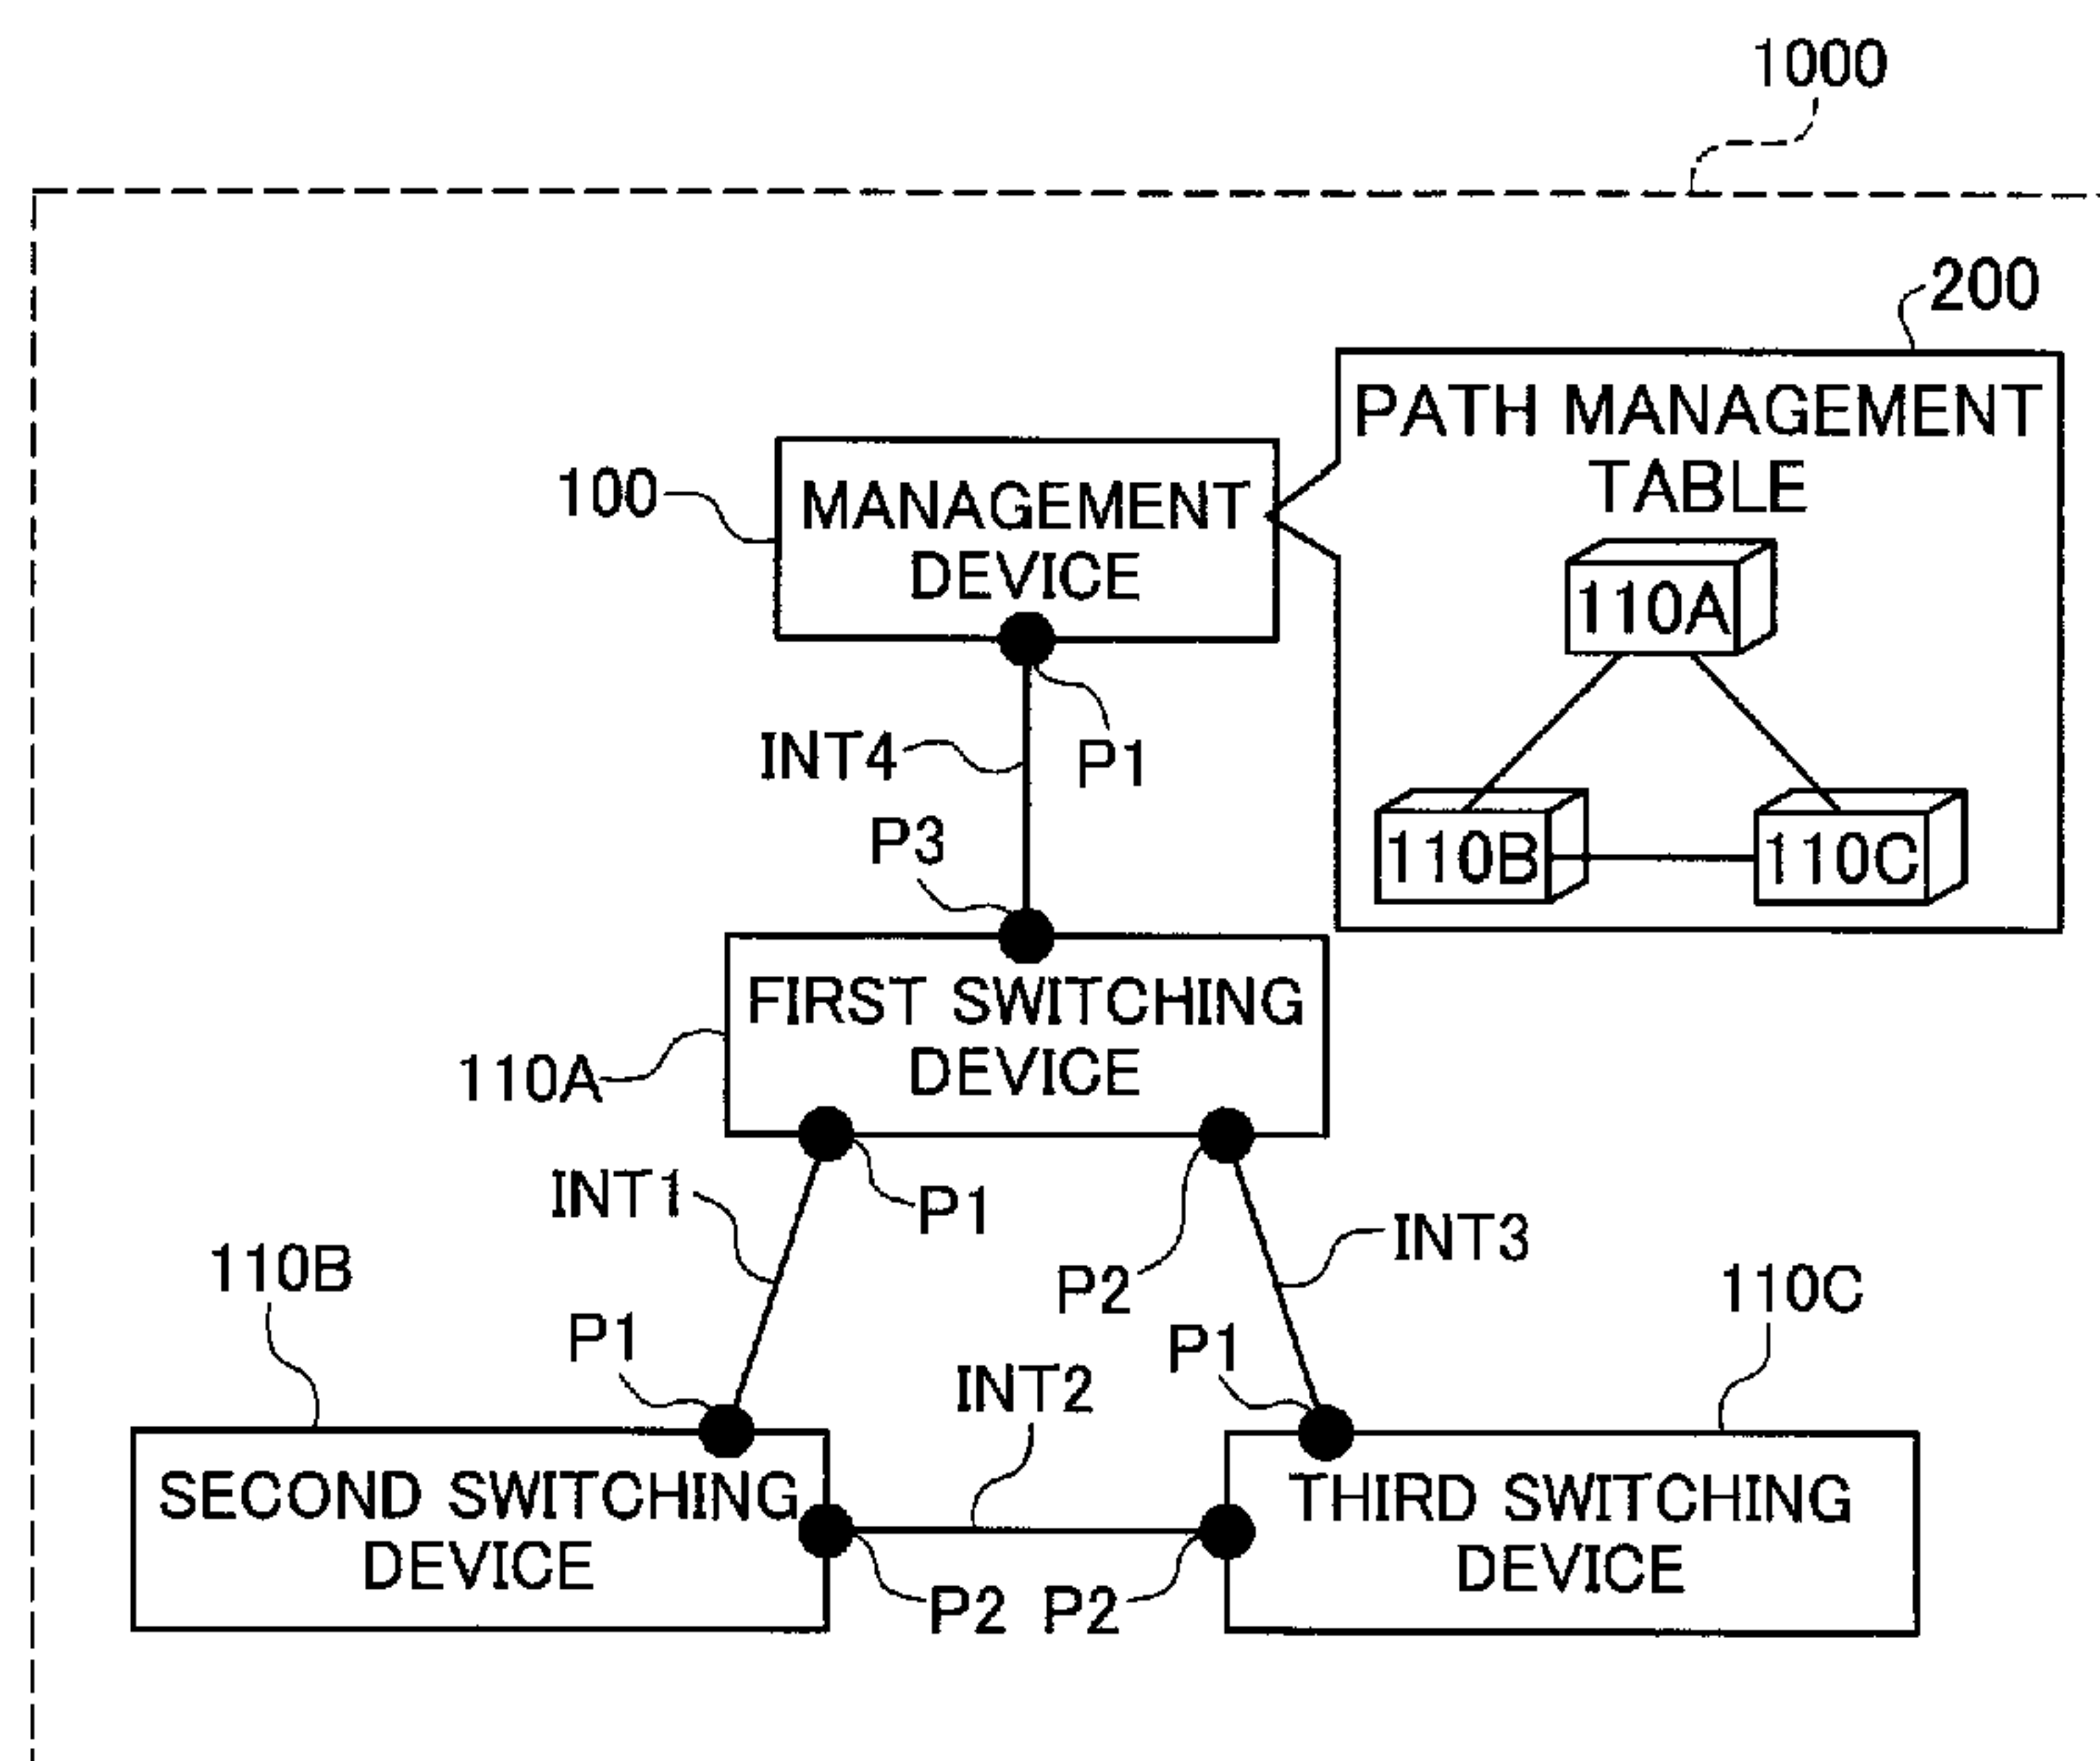 1000
200
PATH MANAGEMENT
TABLE
100
MANAGEMENT
DEVICE
110A
INT4
P1
P3
110B
110C
FIRST SWITCHING
DEVICE
110A
INT1
P1
INT3
110B
P2
110C
P1
P1
INT2
SECOND SWITCHING
DEVICE
THIRD SWITCHING
DEVICE
P2
P2